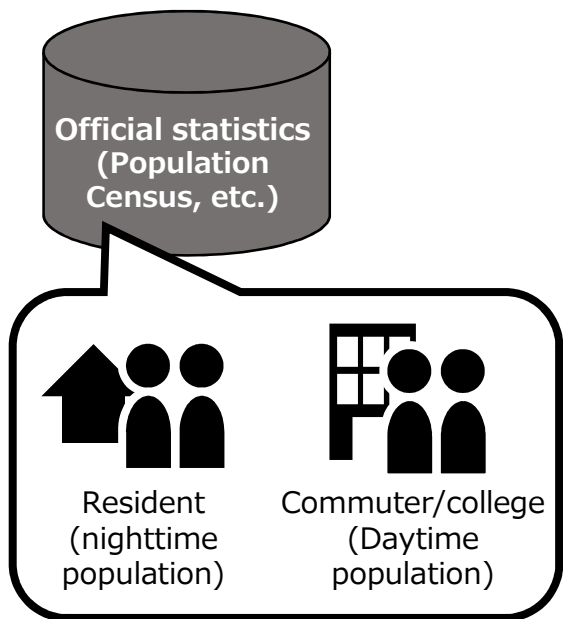 Official statistics
(Population
Census, etc.)
Resident
(nighttime
population)
Commuter/college
(Daytime
population)